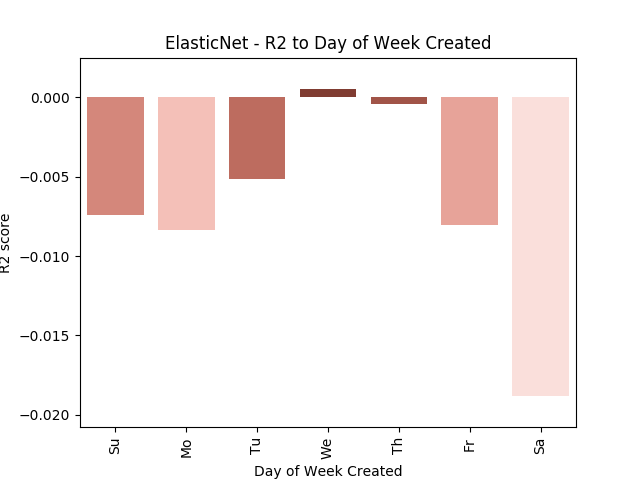 ElasticNet - R2 to Day of Week Created
0.000
−0.005
−0.010
−0.015
−0.020
R2 score
Su Mo Tu We Th Fr Sa
Day of Week Created